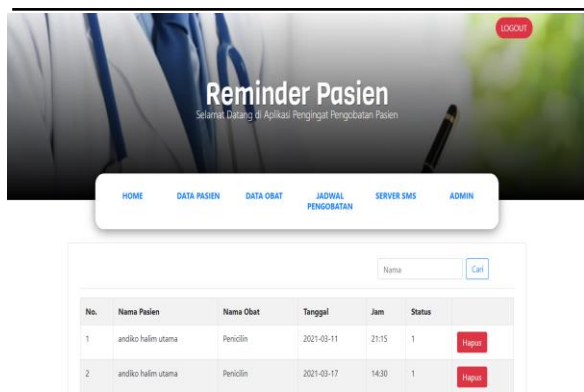 LOGOUT
Reminder Pasien
Selamat Datang di Aplikasi Pengingat Pengobatan Pasien
HOME DATA PASIEN DATA OBAT JADWAL PENGOBATAN SERVER SMS ADMIN
Nama Cari
No. Nama Pasien Nama Obat Tanggal Jam Status
1 andiko halim utama Penicilin 2021-03-11 21:15 1 Hapus
2 andiko halim utama Penicilin 2021-03-17 14:30 1 Hapus